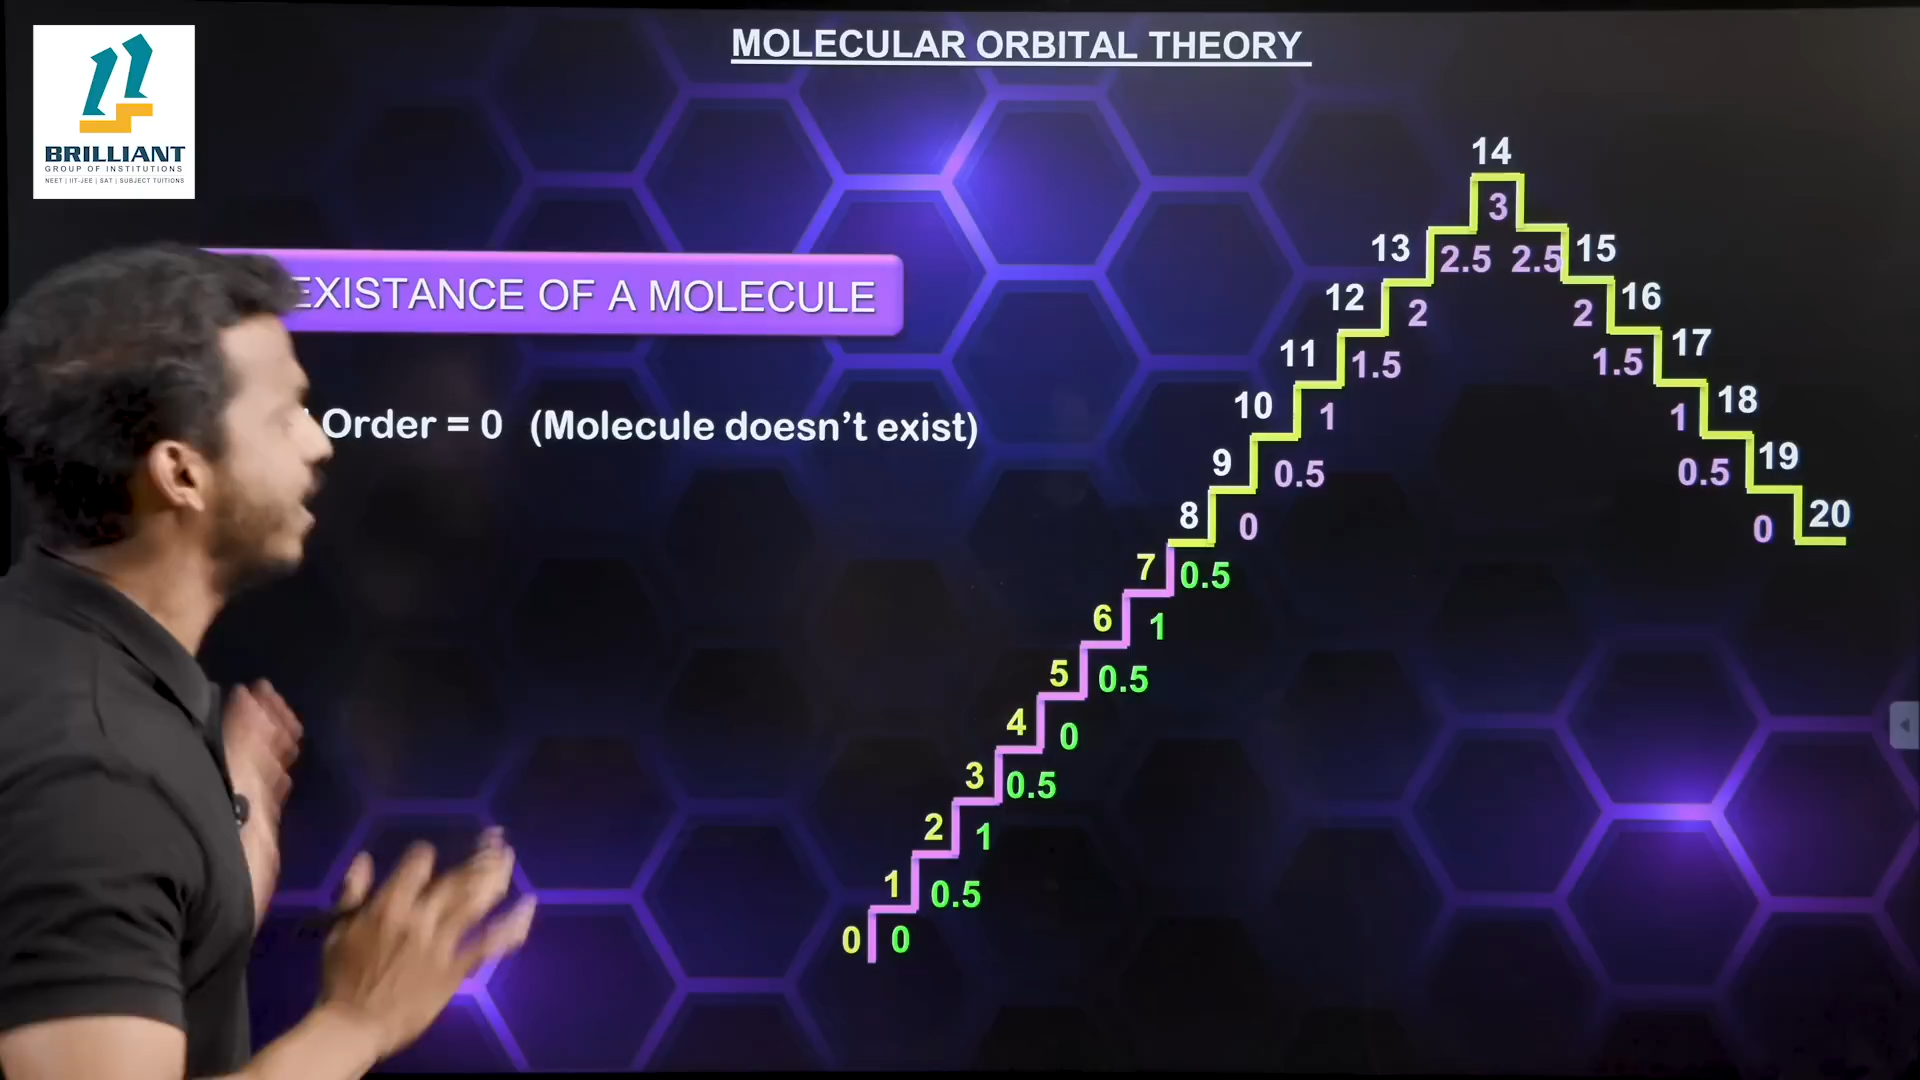 BRILLIANT
GROUP OF INSTITUTIONS
NEET | IIT-JEE | SAT | SUBJECT TUITIONS
MOLECULAR ORBITAL THEORY
EXISTANCE OF A MOLECULE
Order = 0 (Molecule doesn't exist)
14
3
13 2.5 2.5 15
12 2 2 16
11 1.5 1.5 17
10 1 1 18
9 0.5 0.5 19
8 0 0 20
7 0.5
6 1
5 0.5
4 0
3 0.5
2 1
1 0.5
0 0